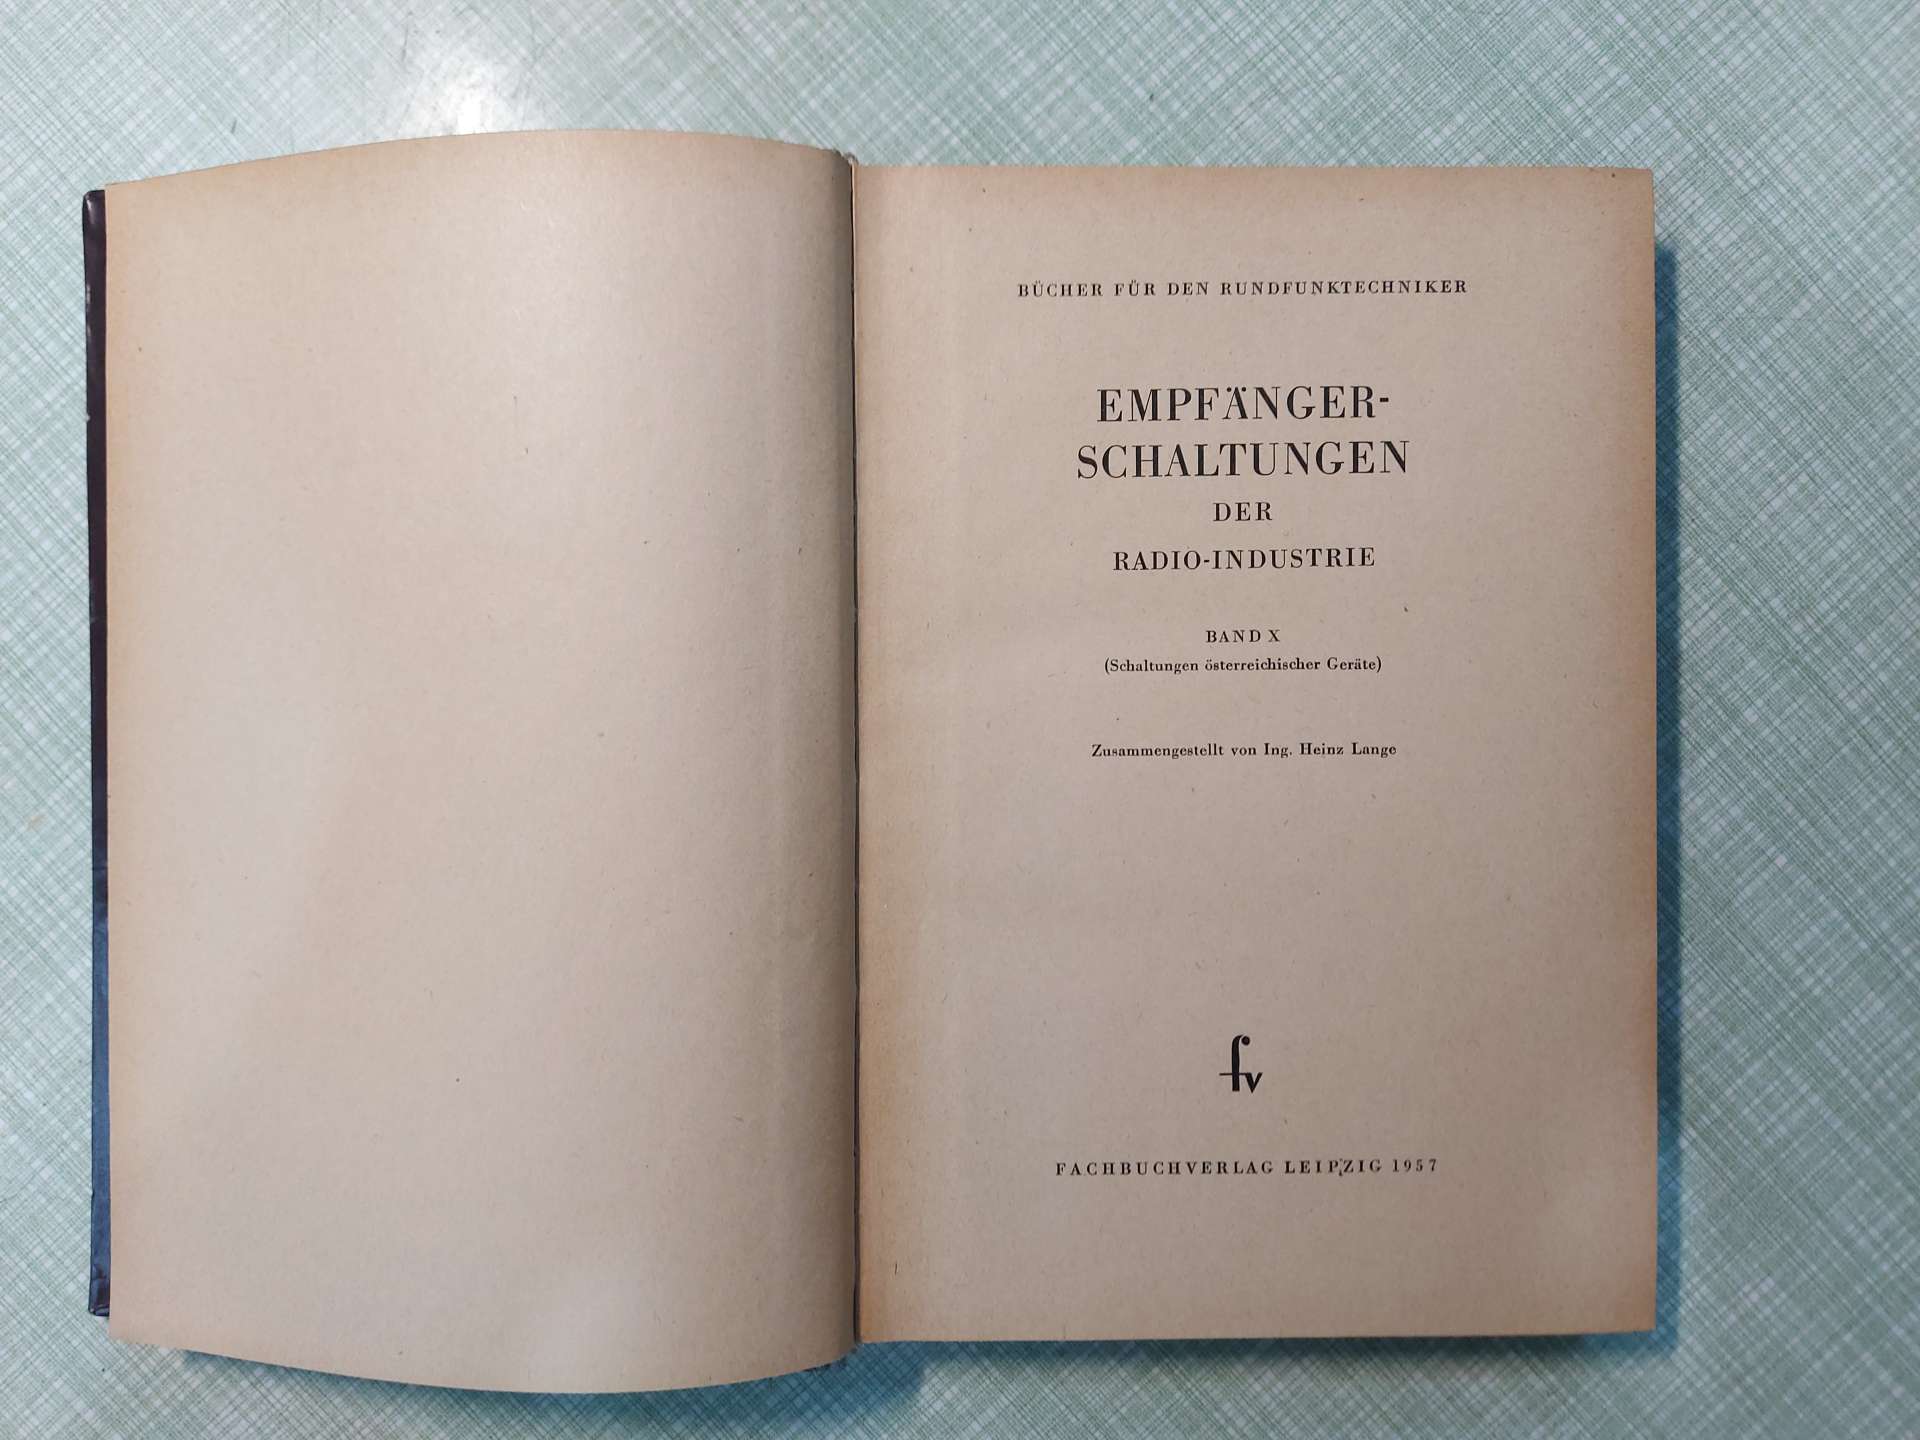 BÜCHER FÜR DEN RUNDFUNKTECHNIKER
EMPFÄNGER-
SCHALTUNGEN
DER
RADIO-INDUSTRIE
BAND X
(Schaltungen österreichischer Geräte)
Zusammengestellt von Ing. Heinz Lange
fv
FACHBUCHVERLAG LEIPZIG 1957